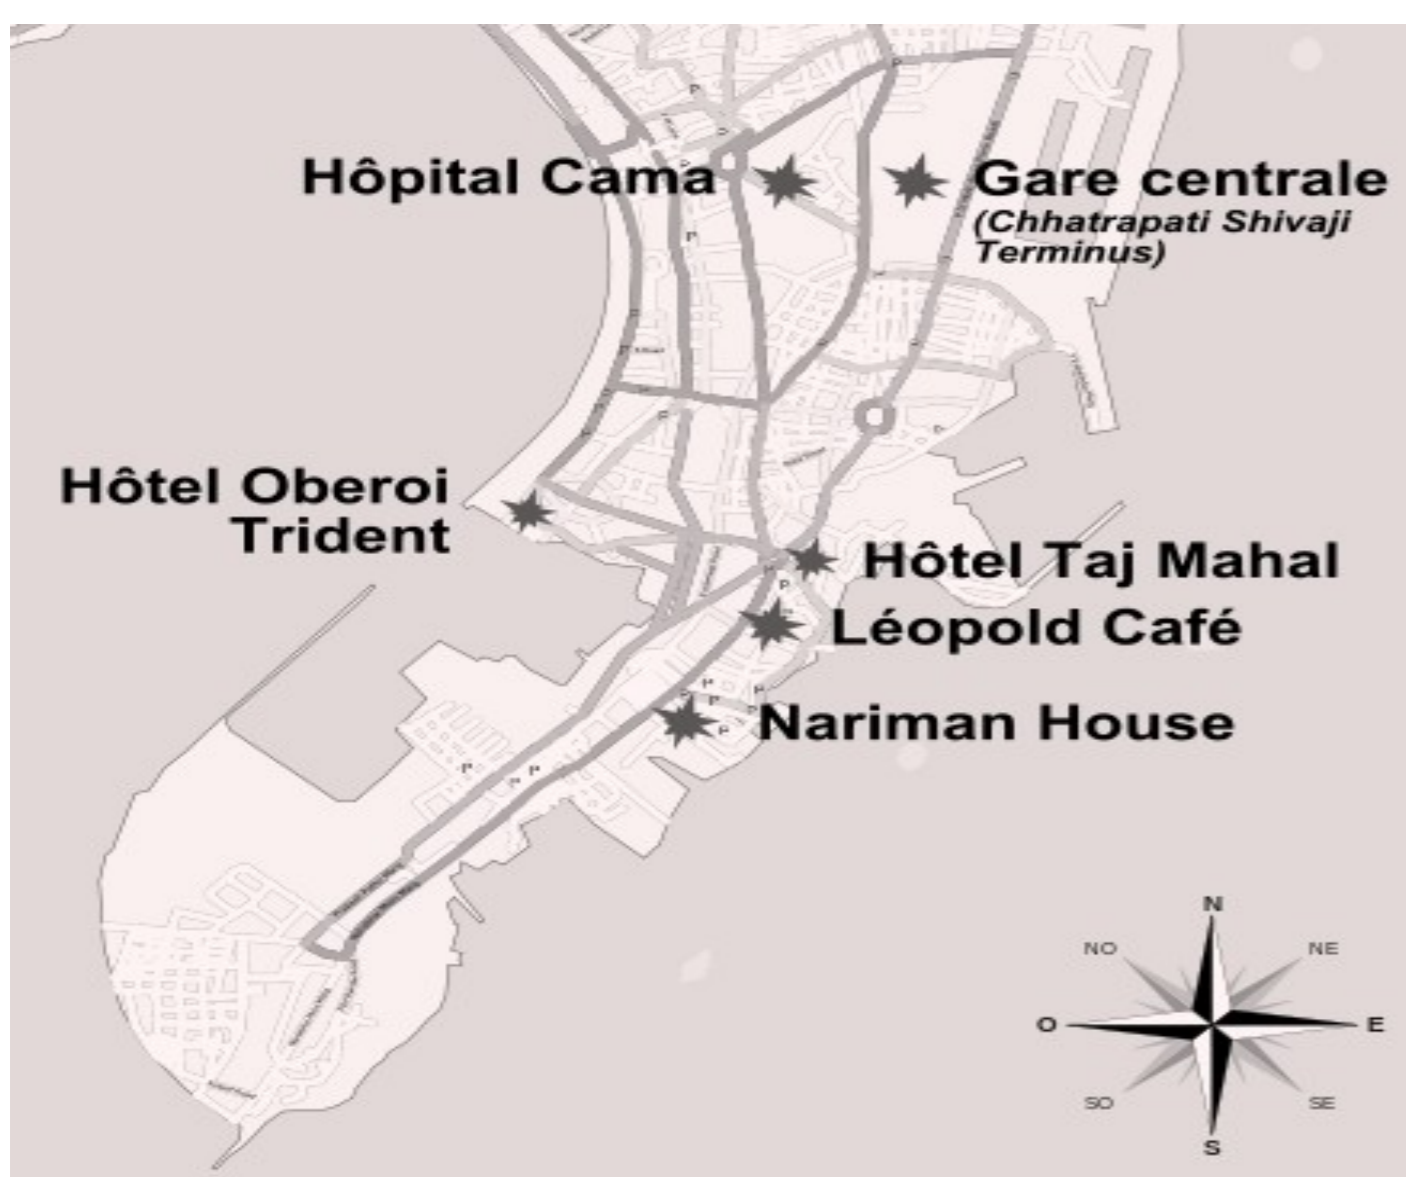 Hôpital Cama
Gare centrale
(Chhatrapati Shivaji
Terminus)
Hôtel Oberoi
Trident
Hôtel Taj Mahal
Léopold Café
Nariman House
N
NO
NE
O
E
SO
SE
S